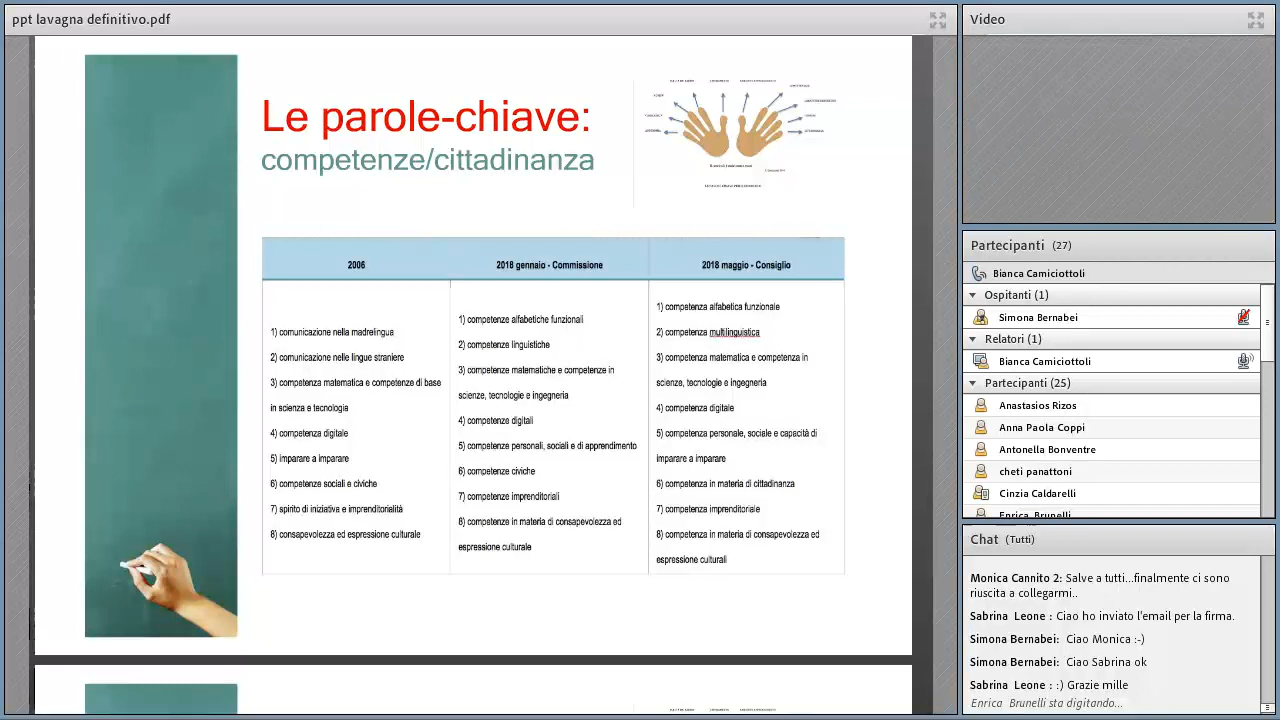 ppt lavagna definitivo.pdf
Le parole-chiave:
competenze/cittadinanza
2006
2018 gennaio - Commissione
2018 maggio - Consiglio
1) comunicazione nella madrelingua
2) comunicazione nelle lingue straniere
3) competenza matematica e competenze di base
in scienza e tecnologia
4) competenza digitale
5) imparare a imparare
6) competenze sociali e civiche
7) spirito di iniziativa e imprenditorialità
8) consapevolezza ed espressione culturale
1) competenze alfabetiche funzionali
2) competenze linguistiche
3) competenze matematiche e competenze in
scienze, tecnologie e ingegneria
4) competenze digitali
5) competenze personali, sociali e di apprendimento
6) competenze civiche
7) competenze imprenditoriali
8) competenze in materia di consapevolezza ed
espressione culturale
1) competenza alfabetica funzionale
2) competenza multilinguistica
3) competenza matematica e competenza in
scienze, tecnologie e ingegneria
4) competenza digitale
5) competenza personale, sociale e capacità di
imparare a imparare
6) competenza in materia di cittadinanza
7) competenza imprenditoriale
8) competenza in materia di consapevolezza ed
espressione culturali
Video
Partecipanti (27)
Bianca Camiciottoli
Ospitanti (1)
Simona Bernabei
Relatori (1)
Bianca Camiciottoli
Partecipanti (25)
Anastasios Rizos
Anna Paola Coppi
Antonella Bonventre
cheti panattoni
Cinzia Caldarelli
Enrica Brunelli
Chat (Tutti)
Monica Cannito 2: Salve a tutti...finalmente ci sono
riuscita a collegarmi..
Sabrina Leone : Ciao ho inviato l'email per la firma.
Simona Bernabei: Ciao Monica :-)
Simona Bernabei: Ciao Sabrina ok
Sabrina Leone : :) Grazie mille